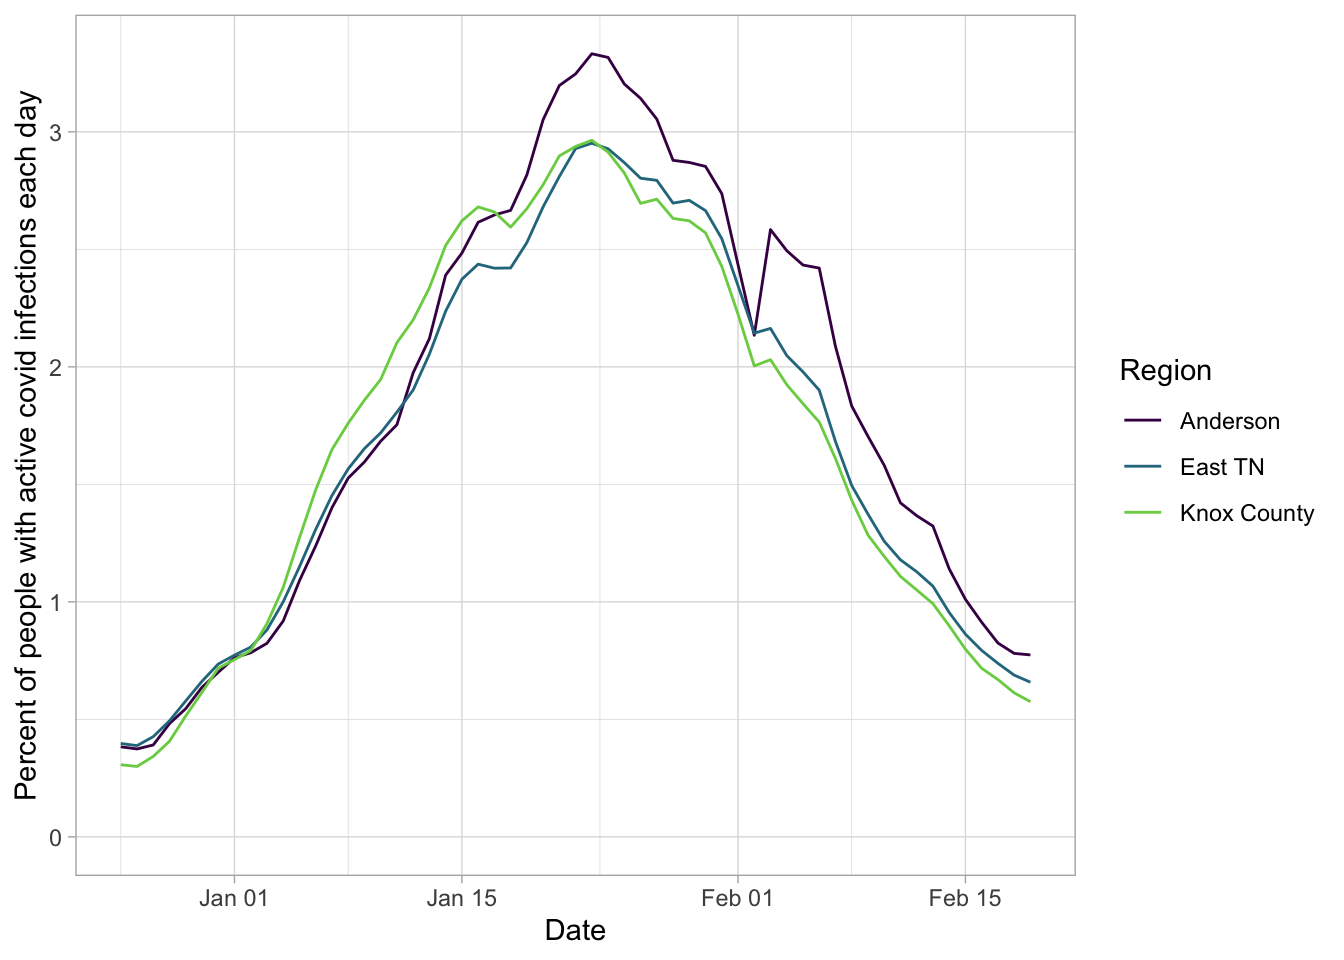 Percent of people with active covid infections each day
3
2
1
0
Jan 01
Jan 15
Feb 01
Feb 15
Date
Region
Anderson
East TN
Knox County